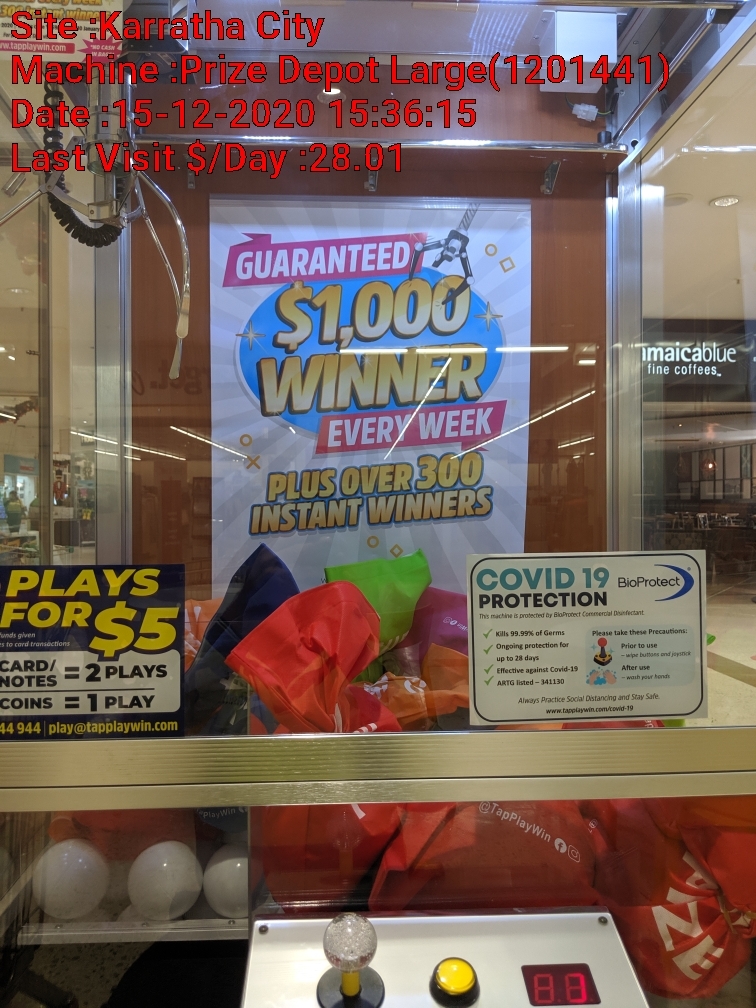 Site :Karratha City
Machine :Prize Depot Large(1201441)
Date :15-12-2020 15:36:15
Last Visit $/Day :28.01
www.tapplaywin.com
GUARANTEED
$1,000
WINNER
EVERY WEEK
PLUS OVER 300
INSTANT WINNERS
maicablue
fine coffees
PLAYS
FOR $5
CARD/
NOTES = 2 PLAYS
COINS = 1 PLAY
44 944 | play@tapplaywin.com
COVID 19
PROTECTION
BioProtect
This machine is protected by BioProtect Commercial Disinfectant.
✓ Kills 99.99% of Germs
✓ Ongoing protection for
up to 28 days
✓ Effective against Covid-19
✓ ARTG listed – 341130
Please take these Precautions:
Prior to use
– wipe buttons and joystick
After use
– wash your hands
Always Practice Social Distancing and Stay Safe.
www.tapplaywin.com/covid-19
@TapPlayWin